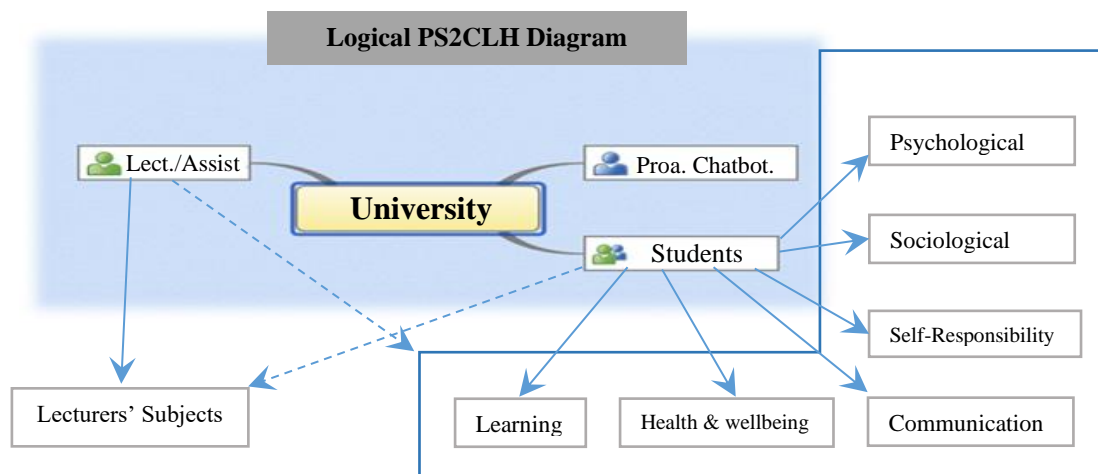 Logical PS2CLH Diagram
Psychological
Lect./Assist
Proa. Chatbot.
University
Students
Sociological
Self-Responsibility
Lecturers’ Subjects
Learning
Health & wellbeing
Communication